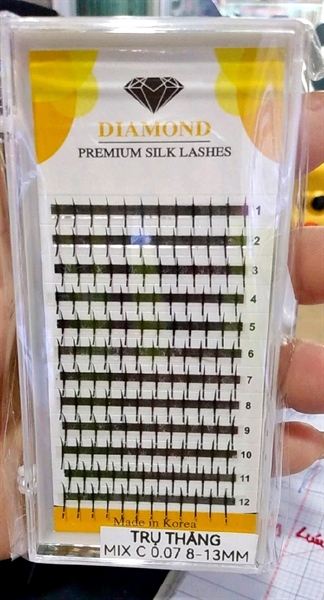 DIAMOND
PREMIUM SILK LASHES
1
2
3
4
5
6
7
8
9
10
11
12
Made in Korea
TRỤ THẲNG
MIX C 0.07 8-13MM